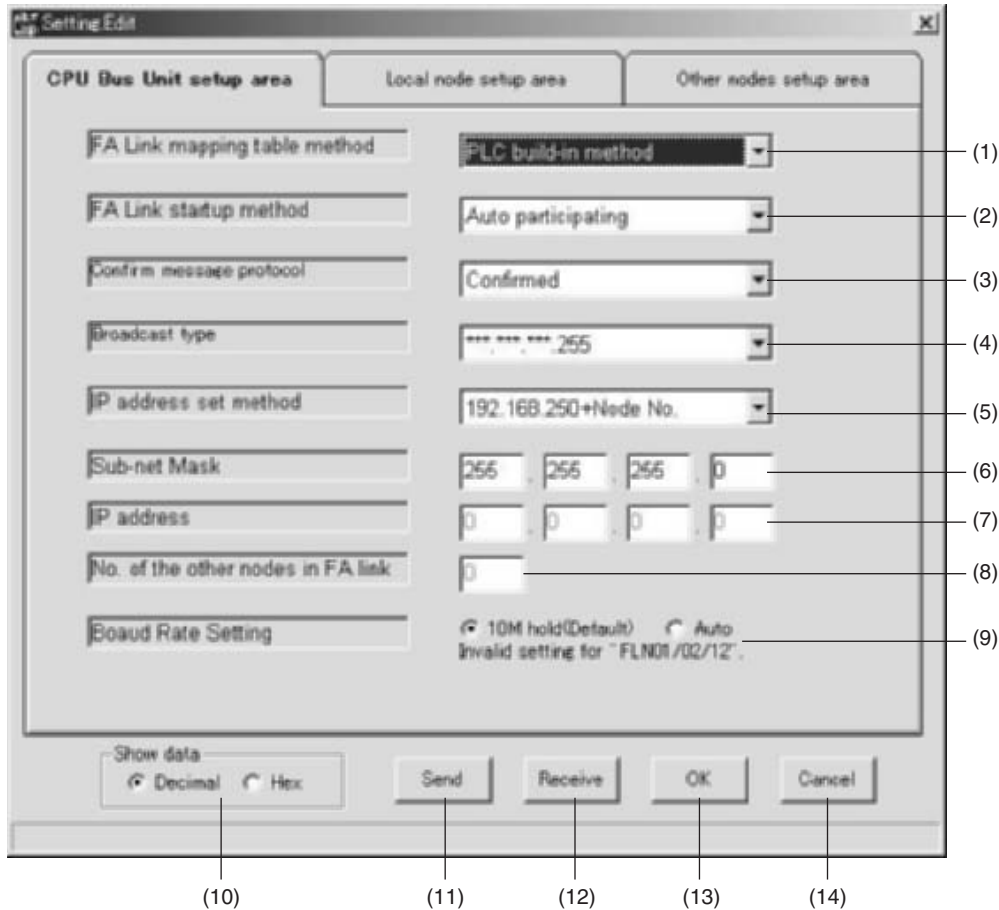 Setting Edit
CPU Bus Unit setup area Local node setup area Other nodes setup area
FA Link mapping table method PLC build-in method (1)
FA Link startup method Auto participating (2)
Confirm message protocol Confirmed (3)
Broadcast type ***.***.***.255 (4)
IP address set method 192.168.250+Node No. (5)
Sub-net Mask 255 . 255 . 255 . 0 (6)
IP address 0 . 0 . 0 . 0 (7)
No. of the other nodes in FA link 0 (8)
Boaud Rate Setting 10M hold(Default) Auto (9)
Invalid setting for "FLN01/02/12".
Show data
Decimal Hex Send Receive OK Cancel
(10) (11) (12) (13) (14)